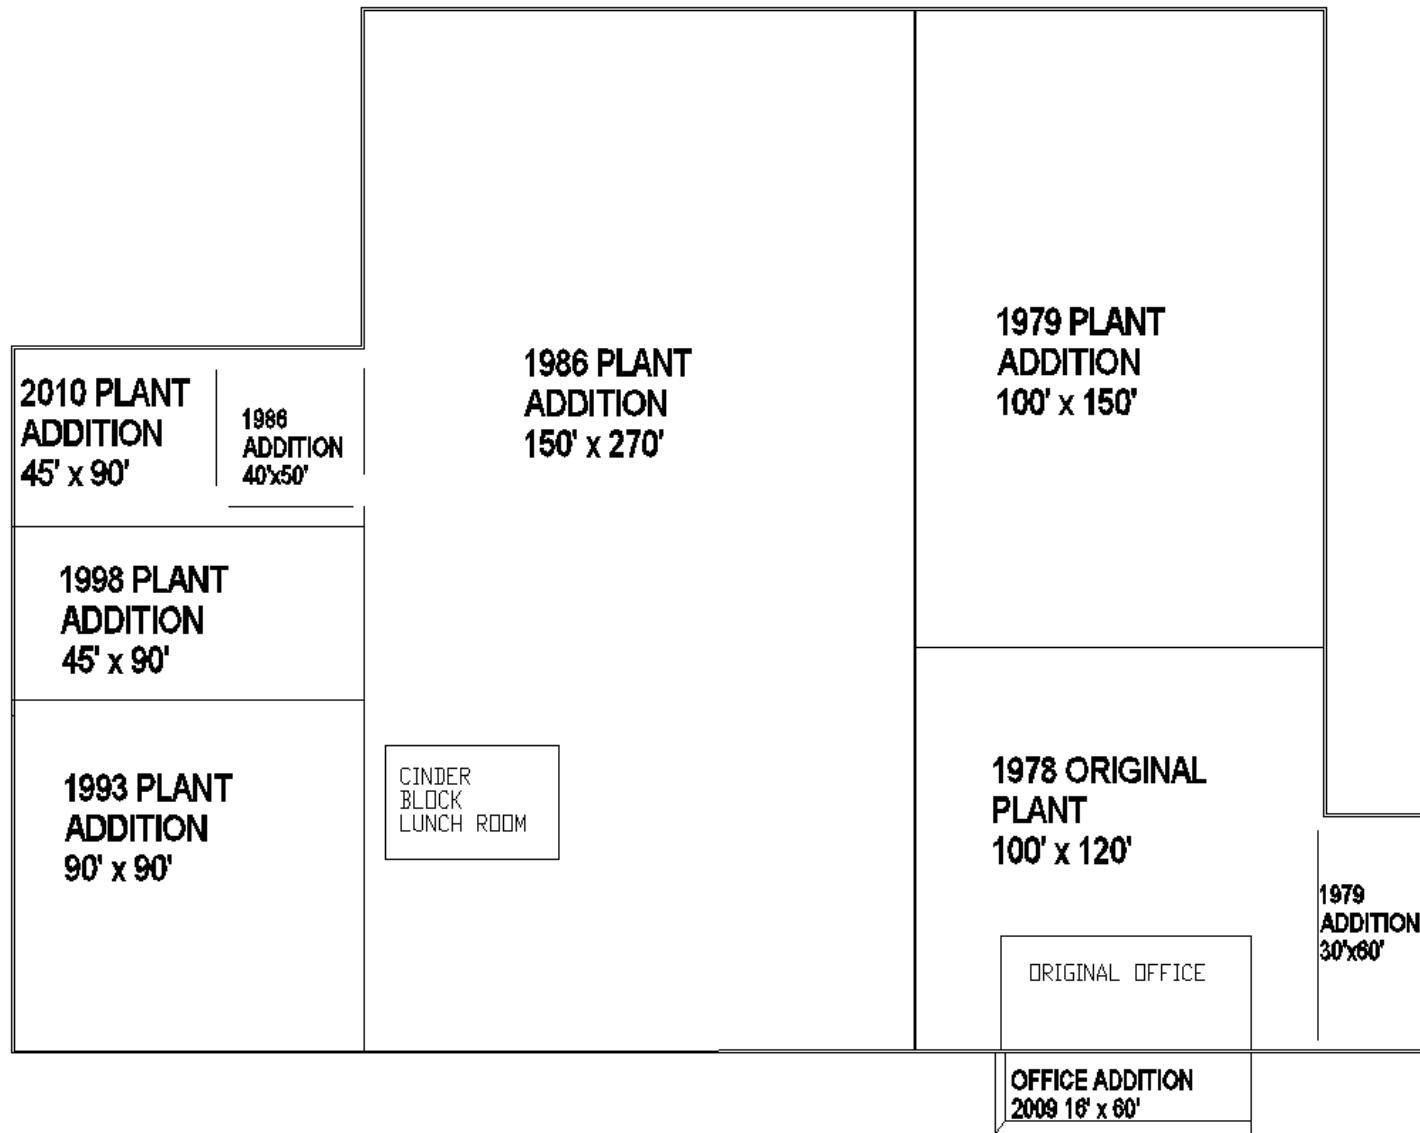 1979 PLANT
ADDITION
100' x 150'
1986 PLANT
ADDITION
150' x 270'
2010 PLANT
ADDITION
45' x 90'
1986
ADDITION
40'x50'
1998 PLANT
ADDITION
45' x 90'
1993 PLANT
ADDITION
90' x 90'
CINDER
BLOCK
LUNCH ROOM
1978 ORIGINAL
PLANT
100' x 120'
1979
ADDITION
30'x60'
ORIGINAL OFFICE
OFFICE ADDITION
2009 16' x 60'